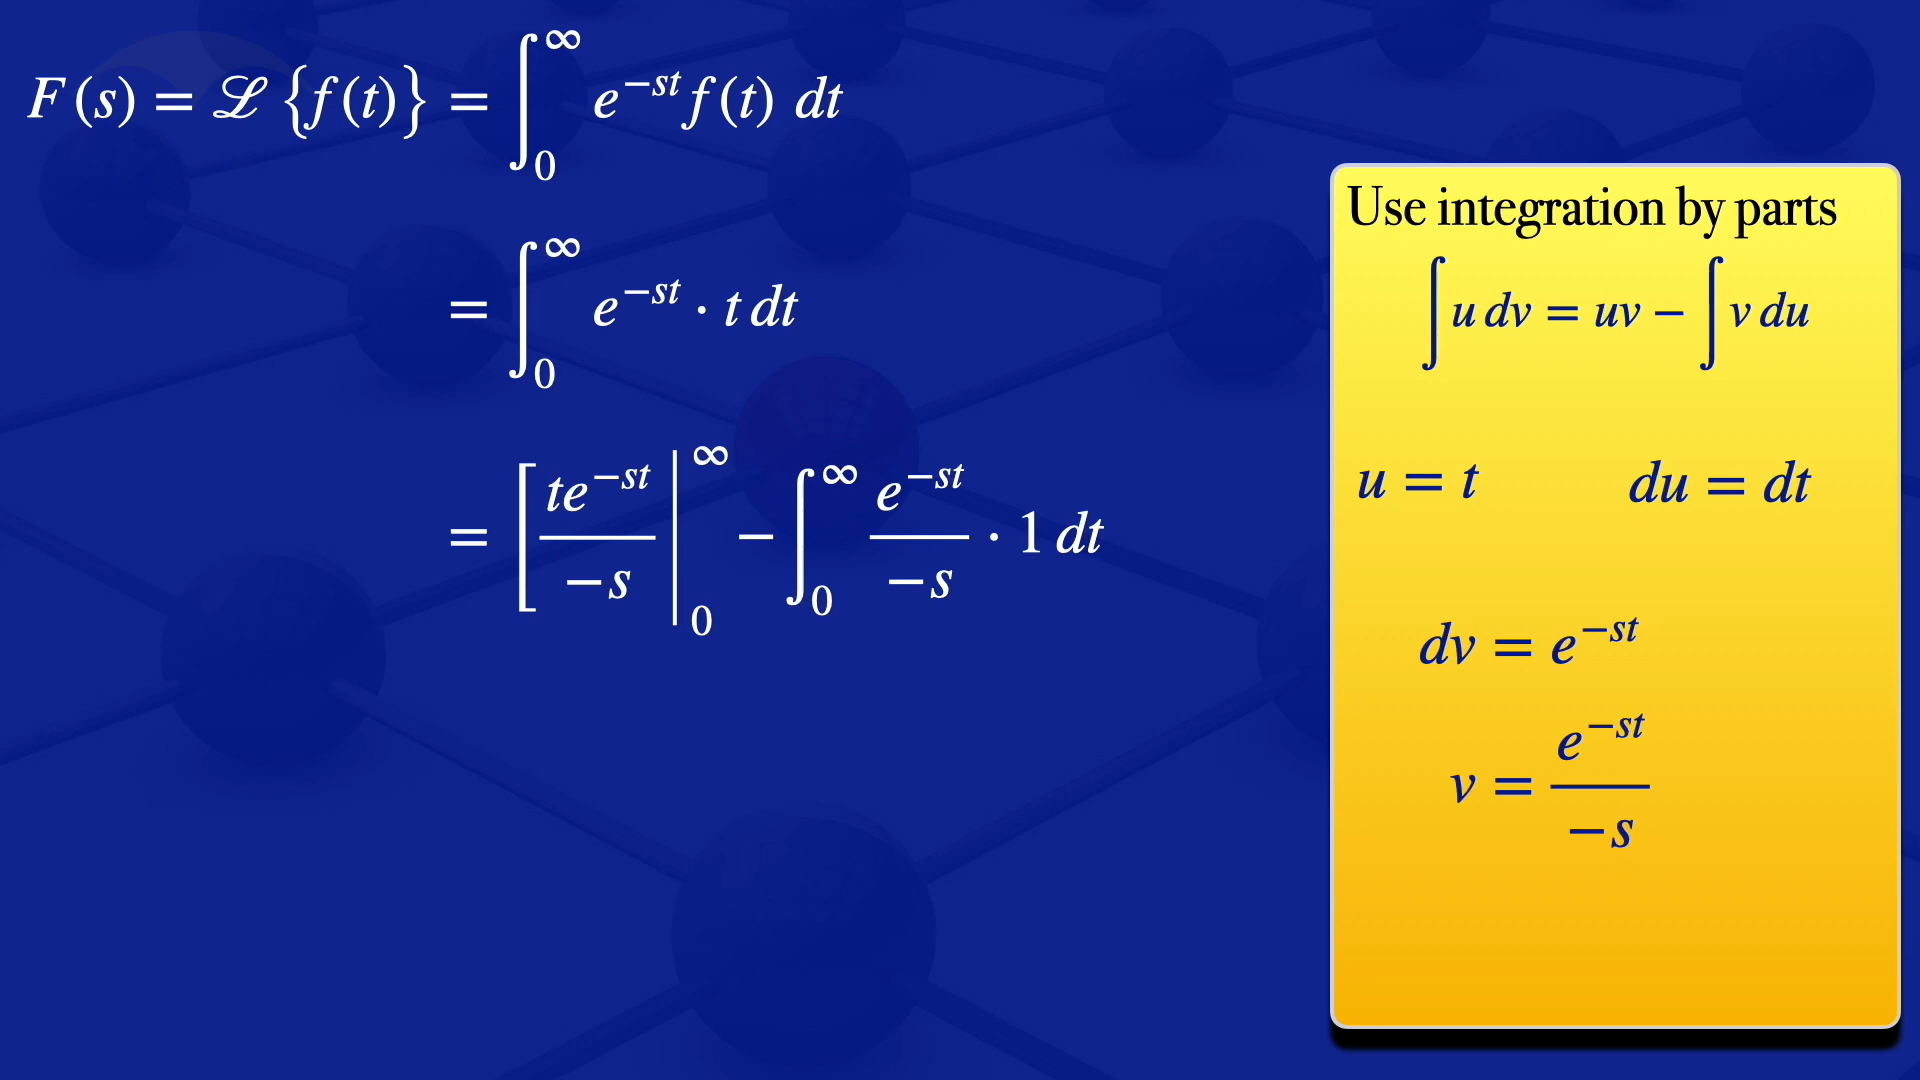 F(s) = ℒ {f(t)} = ∫₀^∞ e^{−st} f(t) dt
= ∫₀^∞ e^{−st} · t dt
= [te^{−st}/−s |₀^∞ − ∫₀^∞ e^{−st}/−s · 1 dt
Use integration by parts
∫ u dv = uv − ∫ v du
u = t du = dt
dv = e^{−st}
v = e^{−st}/−s